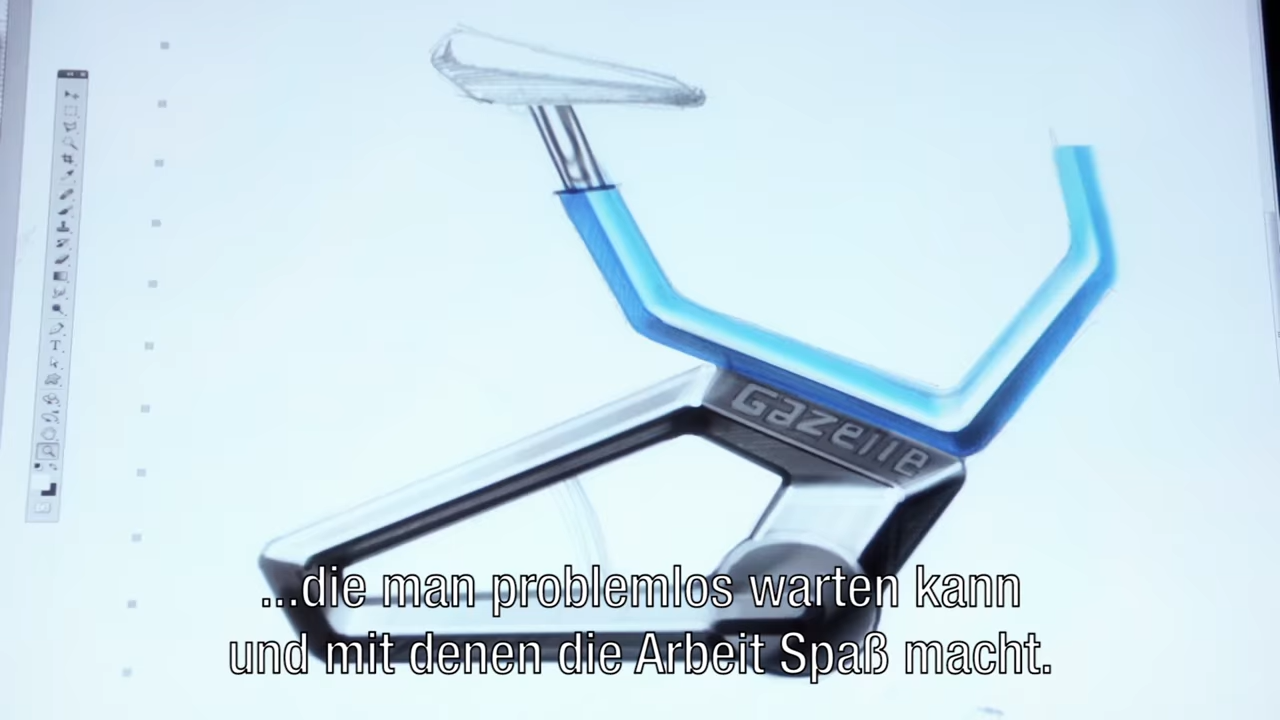 Gazelle
...die man problemlos warten kann
und mit denen die Arbeit Spaß macht.